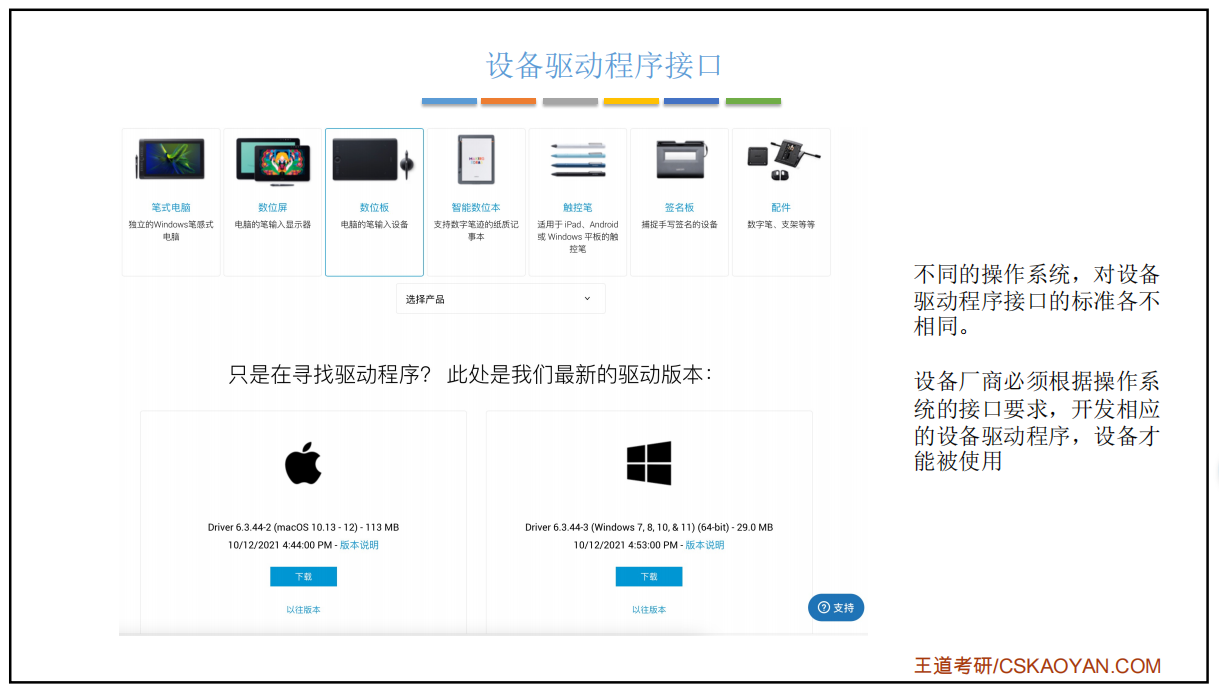 设备驱动程序接口
笔式电脑
独立的Windows笔感式
电脑
数位屏
电脑的笔输入显示器
数位板
电脑的笔输入设备
智能数位本
支持数字笔迹的纸质记
事本
触控笔
适用于 iPad、Android
或 Windows 平板的触
控笔
签名板
捕捉手写签名的设备
配件
数字笔、支架等等
选择产品
只是在寻找驱动程序？ 此处是我们最新的驱动版本：
Driver 6.3.44-2 (macOS 10.13 - 12) - 113 MB
10/12/2021 4:44:00 PM - 版本说明
下载
以往版本
Driver 6.3.44-3 (Windows 7, 8, 10, & 11) (64-bit) - 29.0 MB
10/12/2021 4:53:00 PM - 版本说明
下载
以往版本
支持
不同的操作系统，对设备
驱动程序接口的标准各不
相同。
设备厂商必须根据操作系
统的接口要求，开发相应
的设备驱动程序，设备才
能被使用
王道考研/CSKAOYAN.COM